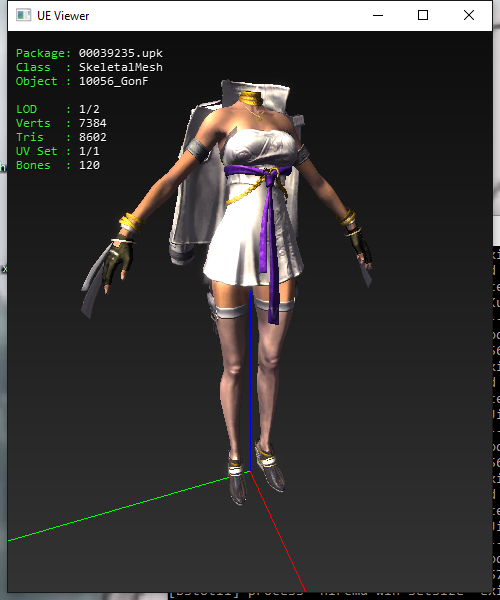 UE Viewer
Package: 00039235.upk
Class : SkeletalMesh
Object : 10056_GonF
LOD : 1/2
Verts : 7384
Tris : 8602
UV Set : 1/1
Bones : 120